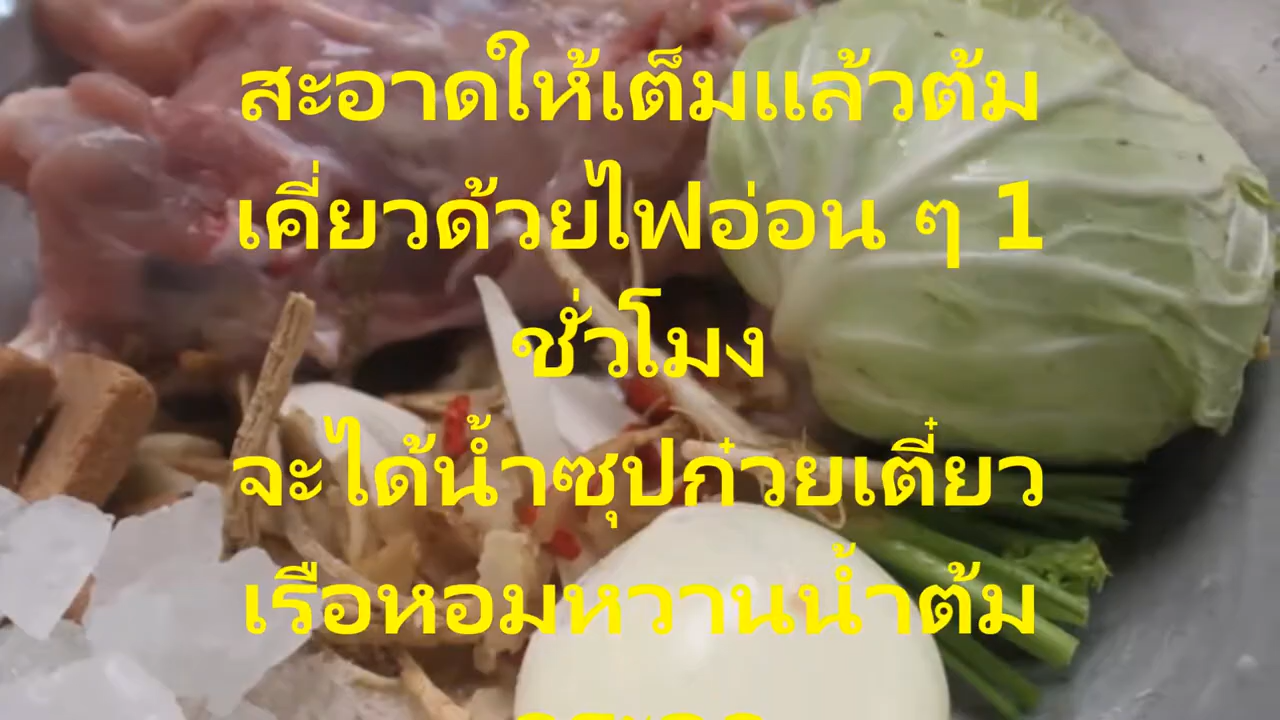 สะอาดให้เต็มแล้วต้ม
เคี่ยวด้วยไฟอ่อน ๆ 1
ชั่วโมง
จะได้น้ำซุปก๋วยเตี๋ยว
เรือหอมหวานน้ำต้ม